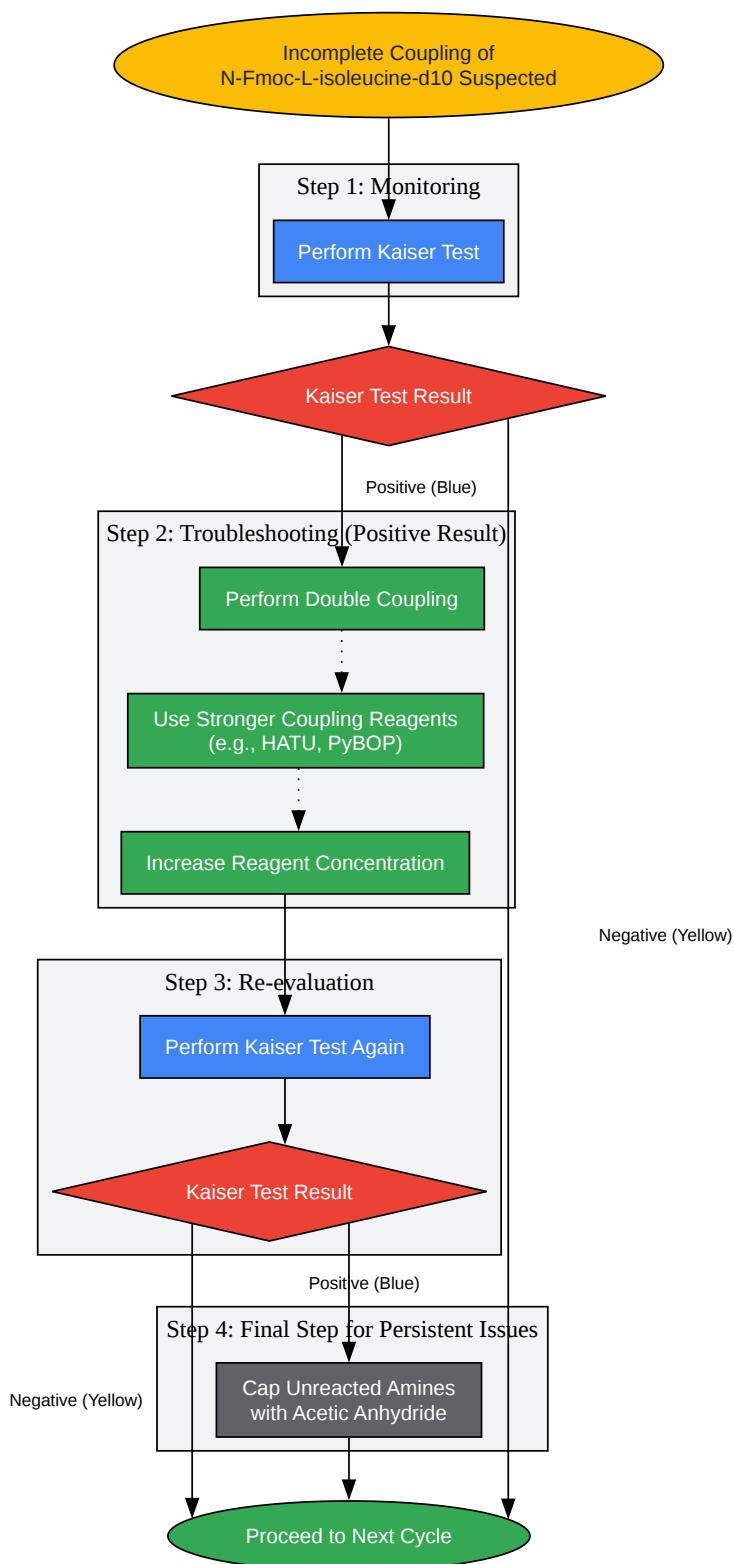 Incomplete Coupling of
N-Fmoc-L-isoleucine-d10 Suspected
Step 1: Monitoring
Perform Kaiser Test
Kaiser Test Result
Positive (Blue)
Step 2: Troubleshooting (Positive Result)
Perform Double Coupling
Use Stronger Coupling Reagents
(e.g., HATU, PyBOP)
Increase Reagent Concentration
Negative (Yellow)
Step 3: Re-evaluation
Perform Kaiser Test Again
Kaiser Test Result
Positive (Blue)
Step 4: Final Step for Persistent Issues
Cap Unreacted Amines
with Acetic Anhydride
Negative (Yellow)
Proceed to Next Cycle